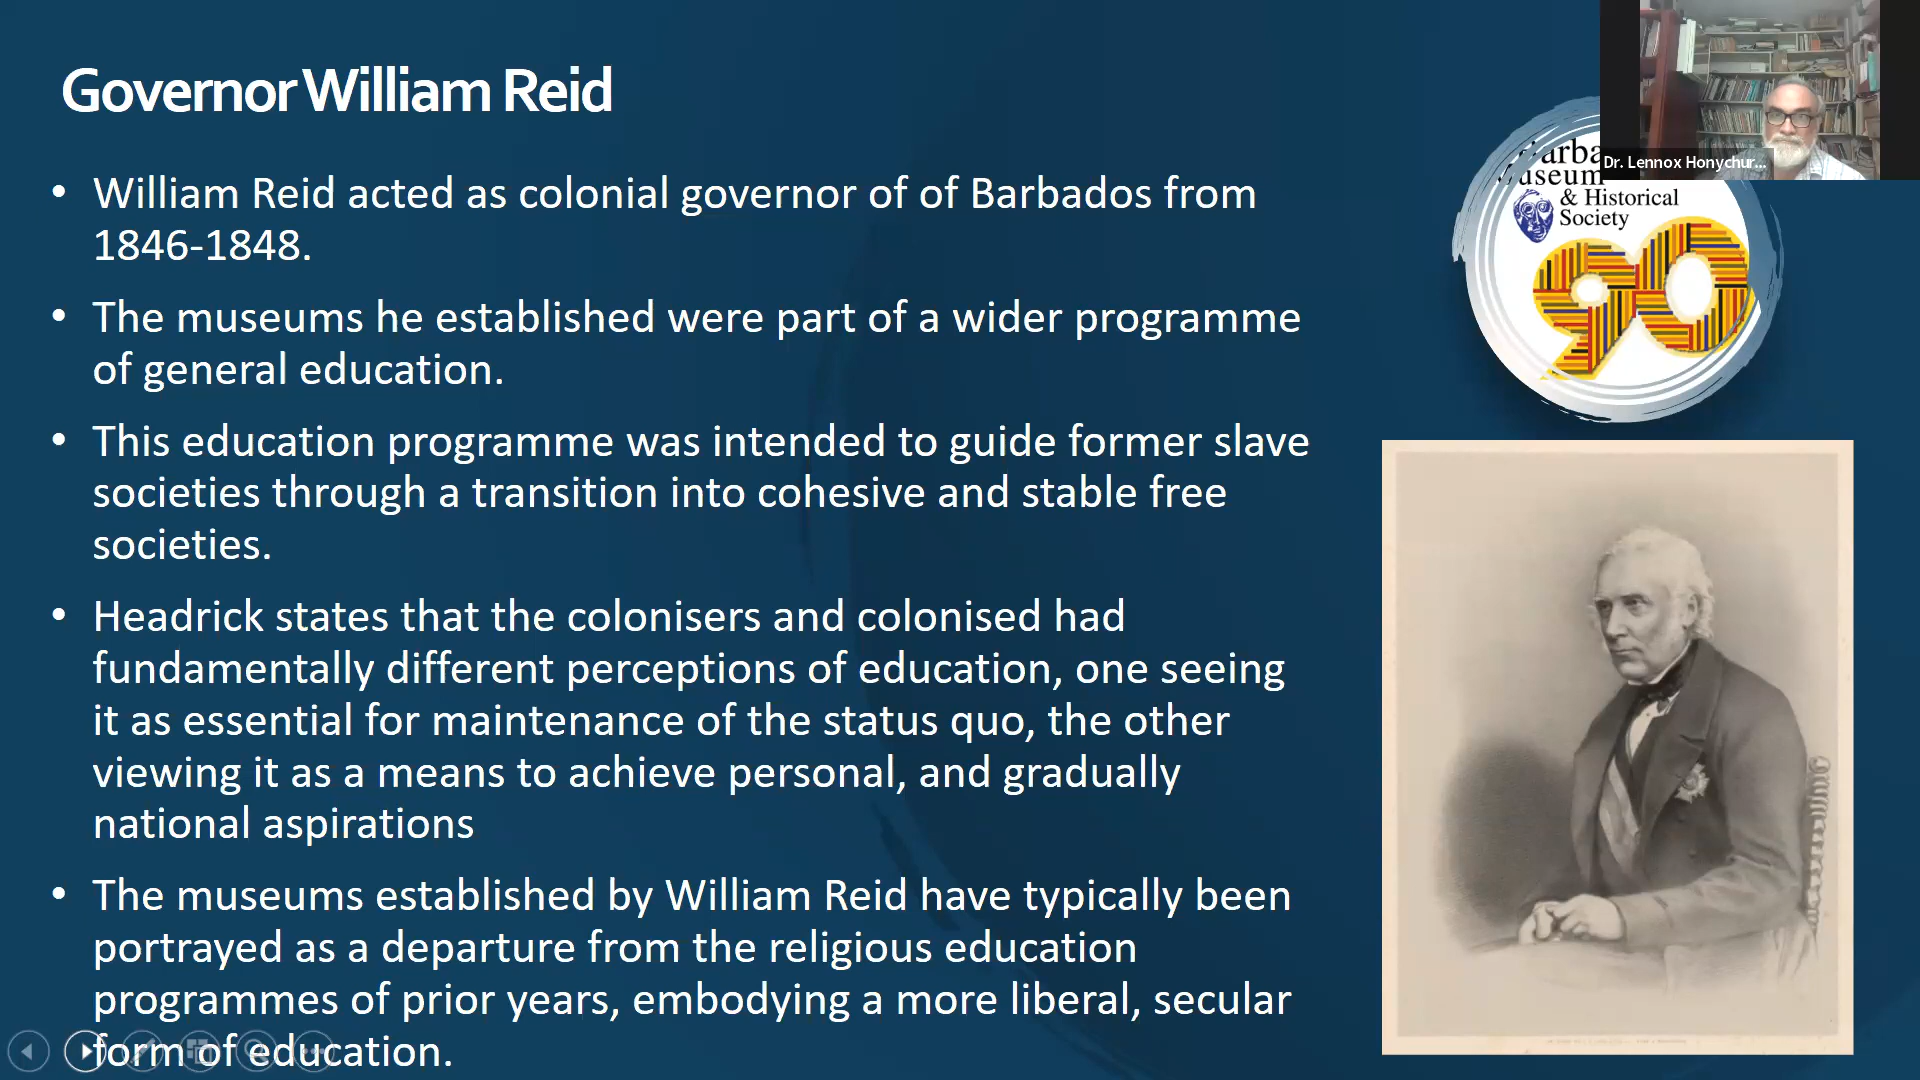 Governor William Reid
• William Reid acted as colonial governor of of Barbados from
1846-1848.
• The museums he established were part of a wider programme
of general education.
• This education programme was intended to guide former slave
societies through a transition into cohesive and stable free
societies.
• Headrick states that the colonisers and colonised had
fundamentally different perceptions of education, one seeing
it as essential for maintenance of the status quo, the other
viewing it as a means to achieve personal, and gradually
national aspirations
• The museums established by William Reid have typically been
portrayed as a departure from the religious education
programmes of prior years, embodying a more liberal, secular
form of education.
Dr. Lennox Honychur...
& Historical
Society
90